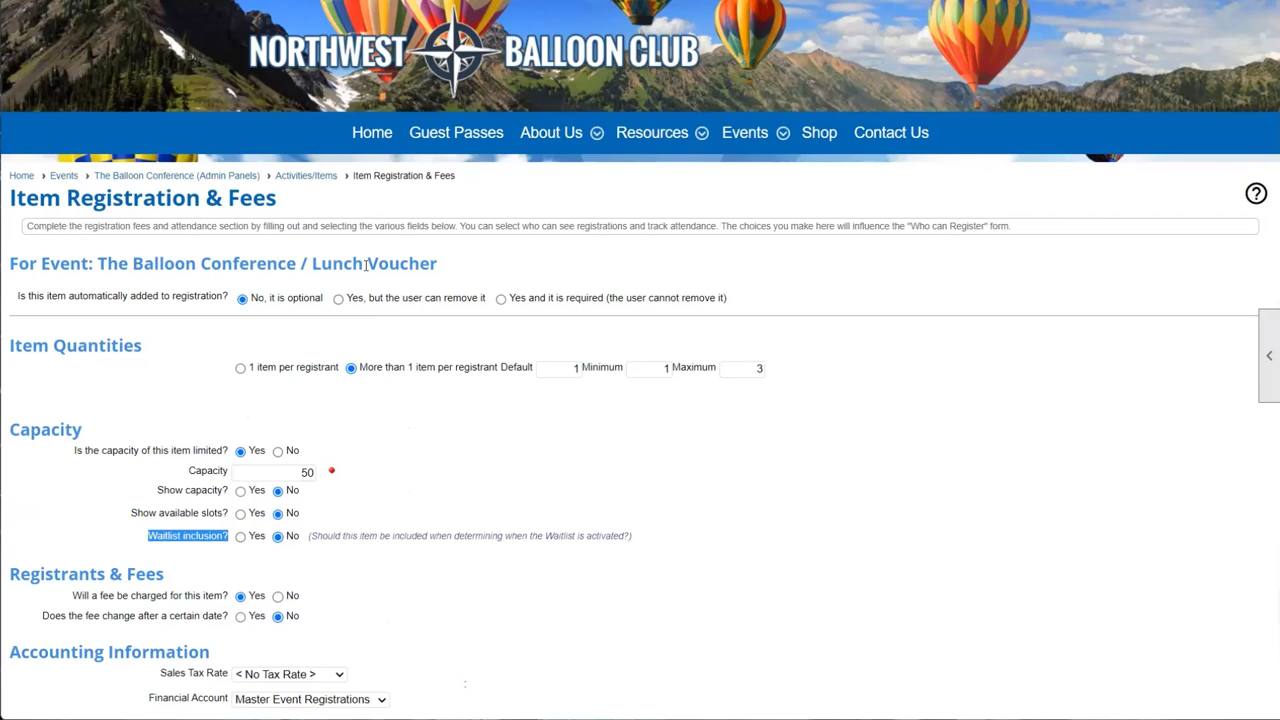 NORTHWEST BALLOON CLUB
Home Guest Passes About Us Resources Events Shop Contact Us
Home Events The Balloon Conference (Admin Panels) Activities/Items Item Registration & Fees
Item Registration & Fees
?
Complete the registration fees and attendance section by filling out and selecting the various fields below. You can select who can see registrations and track attendance. The choices you make here will influence the "Who can Register" form.
For Event: The Balloon Conference / Lunch Voucher
Is this item automatically added to registration? No, it is optional Yes, but the user can remove it Yes and it is required (the user cannot remove it)
Item Quantities
1 item per registrant More than 1 item per registrant Default 1 Minimum 1 Maximum 3
Capacity
Is the capacity of this item limited? Yes No
Capacity 50
Show capacity? Yes No
Show available slots? Yes No
Waitlist inclusion? Yes No (Should this item be included when determining when the Waitlist is activated?)
Registrants & Fees
Will a fee be charged for this item? Yes No
Does the fee change after a certain date? Yes No
Accounting Information
Sales Tax Rate < No Tax Rate >
Financial Account Master Event Registrations